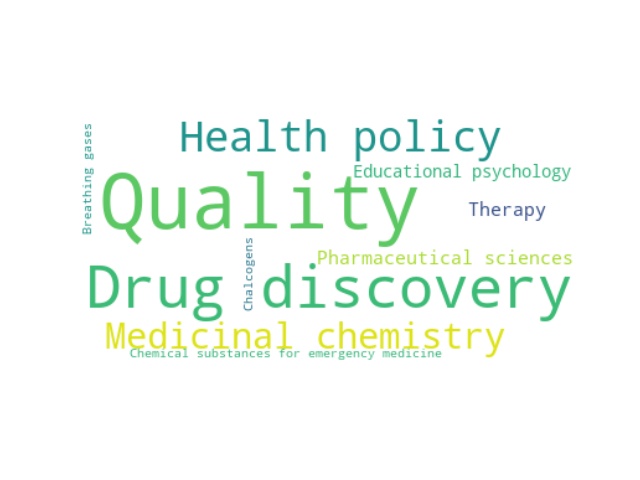 Health policy
Breathing gases
Educational psychology
Quality
Therapy
Chalcogens
Pharmaceutical sciences
Drug discovery
Medicinal chemistry
Chemical substances for emergency medicine